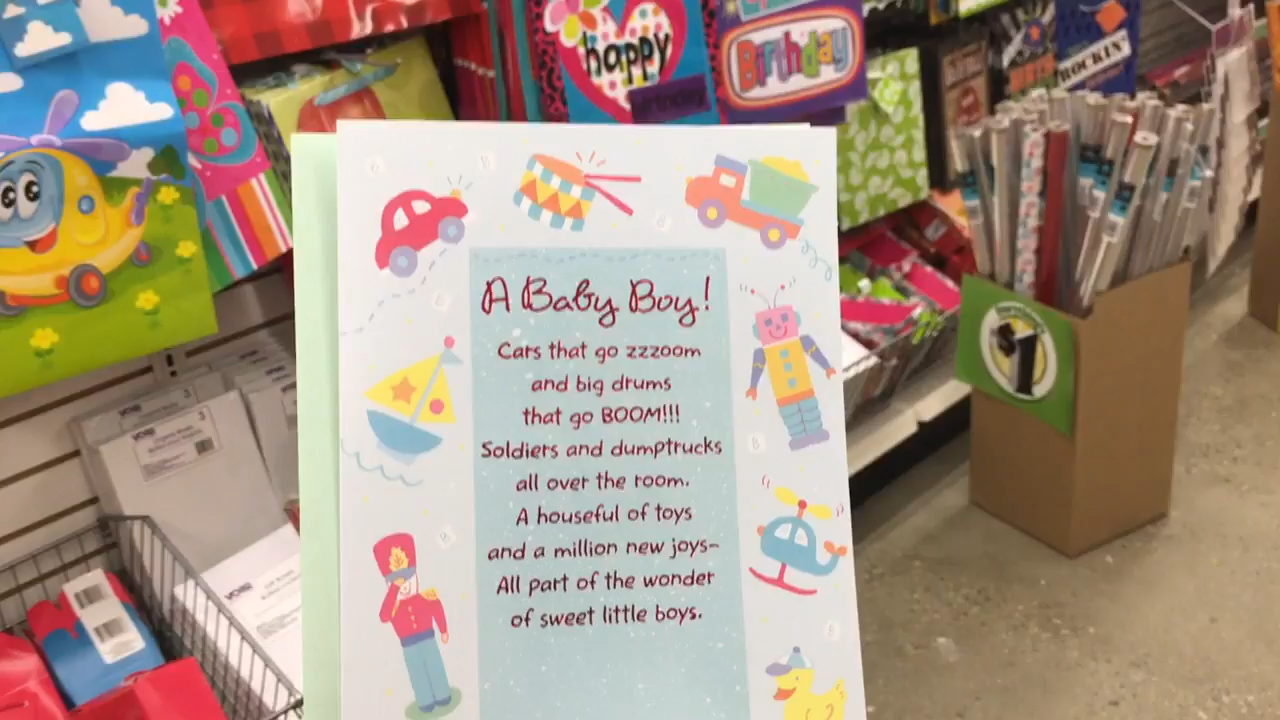 happy
Birthday
Birthday
ROCKIN'
A Baby Boy!
Cars that go zzzoom
and big drums
that go BOOM!!!
Soldiers and dumptrucks
all over the room.
A houseful of toys
and a million new joys–
All part of the wonder
of sweet little boys.
$1